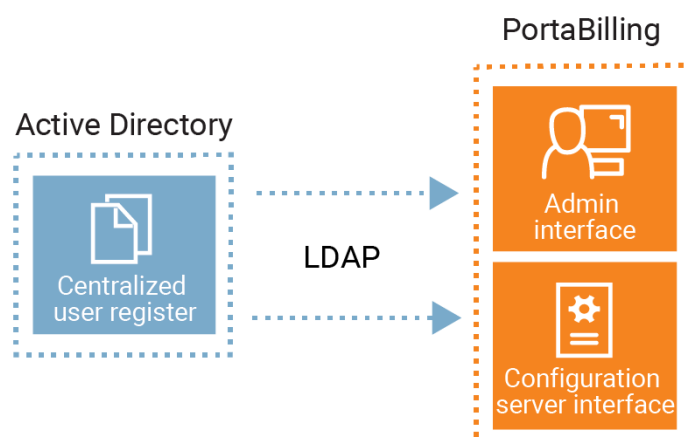 PortaBilling
Active Directory
Admin
interface
Centralized
user register
LDAP
Configuration
server interface